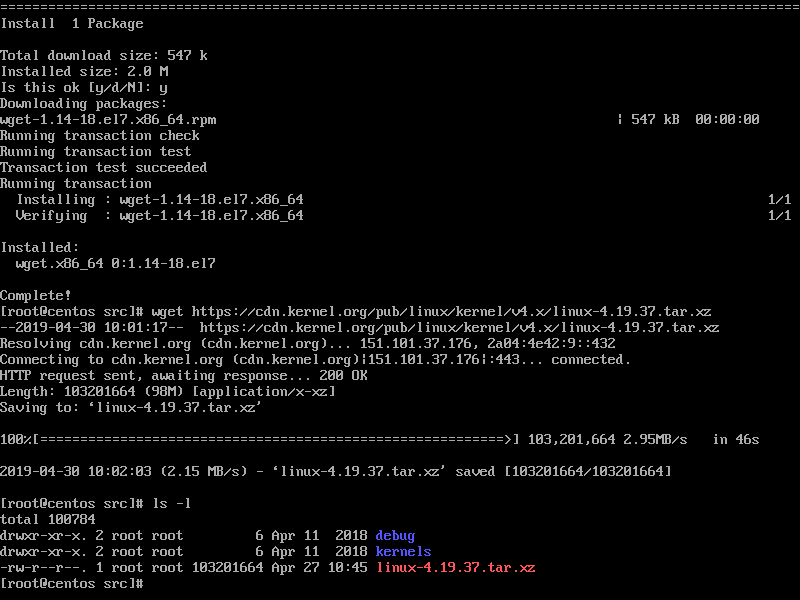 ================================================================================
Install  1 Package
Total download size: 547 k
Installed size: 2.0 M
Is this ok [y/d/N]: y
Downloading packages:
wget-1.14-18.el7.x86_64.rpm                                | 547 kB  00:00:00
Running transaction check
Running transaction test
Transaction test succeeded
Running transaction
  Installing : wget-1.14-18.el7.x86_64                                      1/1
  Verifying  : wget-1.14-18.el7.x86_64                                      1/1
Installed:
  wget.x86_64 0:1.14-18.el7
Complete!
[root@centos src]# wget https://cdn.kernel.org/pub/linux/kernel/v4.x/linux-4.19.37.tar.xz
--2019-04-30 10:01:17--  https://cdn.kernel.org/pub/linux/kernel/v4.x/linux-4.19.37.tar.xz
Resolving cdn.kernel.org (cdn.kernel.org)... 151.101.37.176, 2a04:4e42:9::432
Connecting to cdn.kernel.org (cdn.kernel.org)|151.101.37.176|:443... connected.
HTTP request sent, awaiting response... 200 OK
Length: 103201664 (98M) [application/x-xz]
Saving to: ‘linux-4.19.37.tar.xz’
100%[==========================================================>] 103,201,664 2.95MB/s   in 46s
2019-04-30 10:02:03 (2.15 MB/s) - ‘linux-4.19.37.tar.xz’ saved [103201664/103201664]
[root@centos src]# ls -l
total 100784
drwxr-xr-x. 2 root root         6 Apr 11  2018 debug
drwxr-xr-x. 2 root root         6 Apr 11  2018 kernels
-rw-r--r--. 1 root root 103201664 Apr 27 10:45 linux-4.19.37.tar.xz
[root@centos src]#